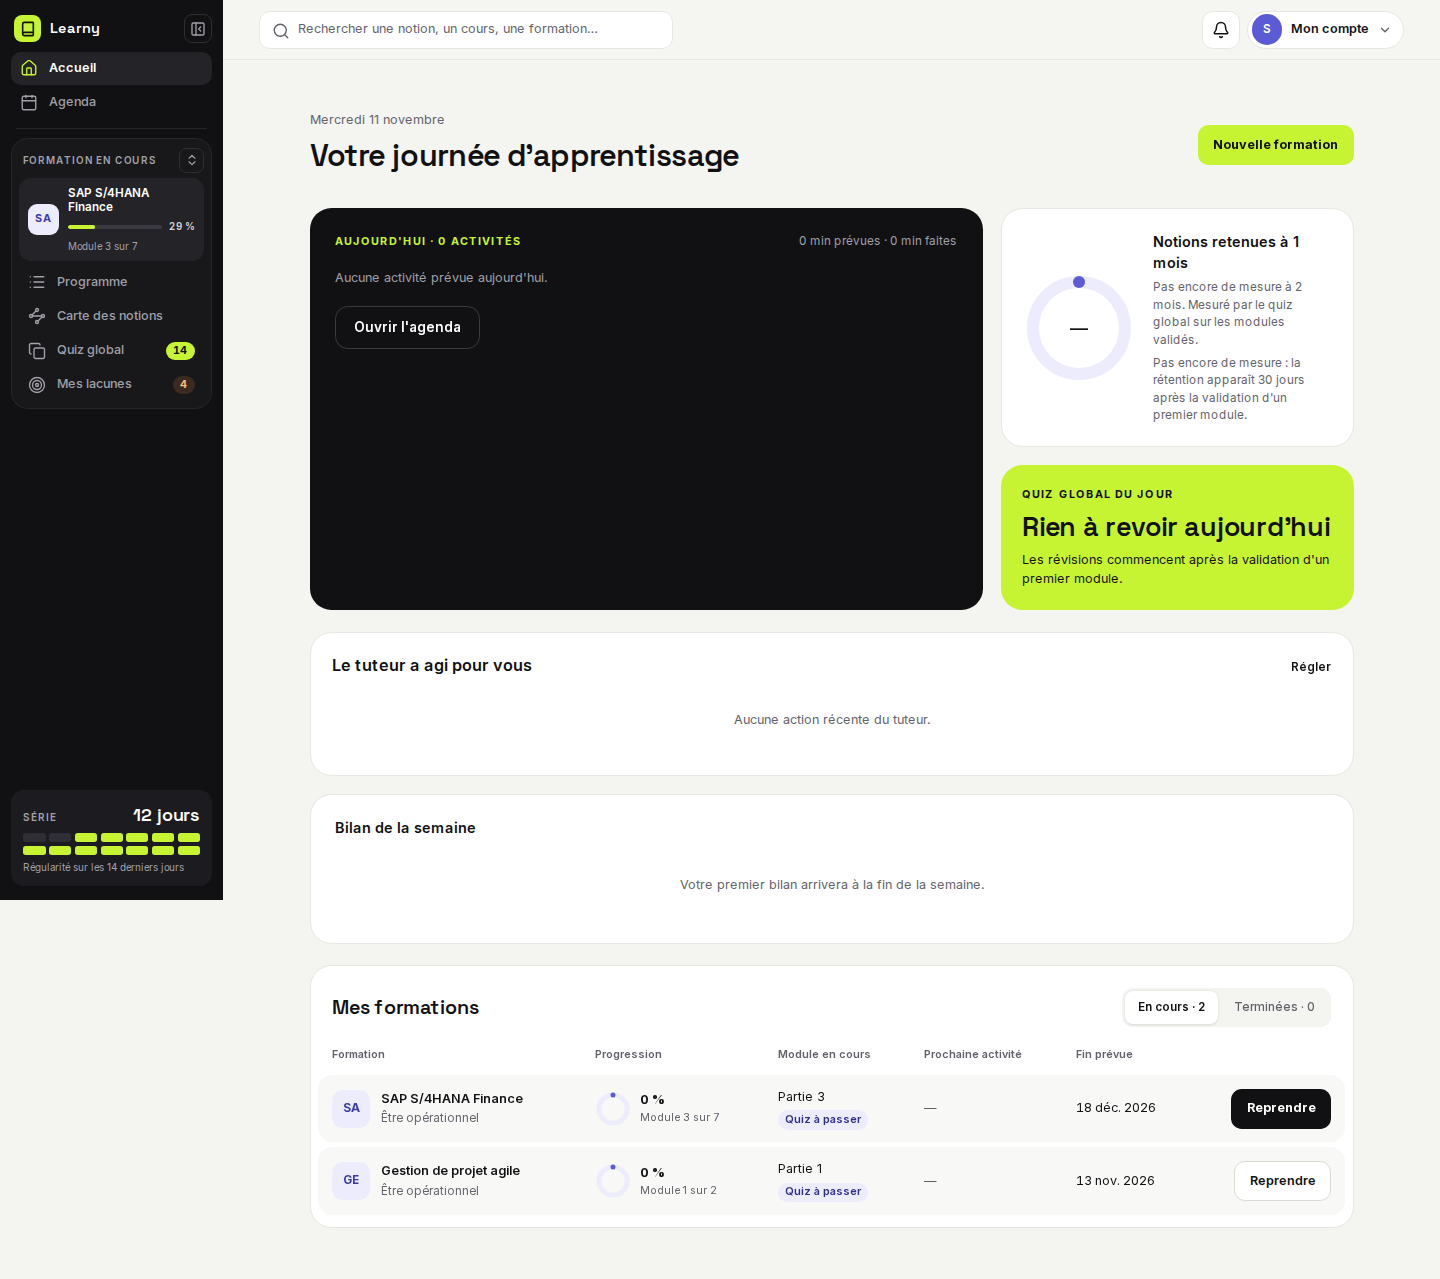 Learny
Accueil
Agenda
FORMATION EN COURS
SA
SAP S/4HANA
Finance
29 %
Module 3 sur 7
Programme
Carte des notions
Quiz global
14
Mes lacunes
4
SÉRIE
12 jours
Régularité sur les 14 derniers jours
Rechercher une notion, un cours, une formation...
S
Mon compte
Mercredi 11 novembre
Votre journée d’apprentissage
Nouvelle formation
AUJOURD'HUI · 0 ACTIVITÉS
0 min prévues · 0 min faites
Aucune activité prévue aujourd'hui.
Ouvrir l'agenda
—
Notions retenues à 1
mois
Pas encore de mesure à 2
mois. Mesuré par le quiz
global sur les modules
validés.
Pas encore de mesure : la
rétention apparaît 30 jours
après la validation d'un
premier module.
QUIZ GLOBAL DU JOUR
Rien à revoir aujourd’hui
Les révisions commencent après la validation d'un
premier module.
Le tuteur a agi pour vous
Régler
Aucune action récente du tuteur.
Bilan de la semaine
Votre premier bilan arrivera à la fin de la semaine.
Mes formations
En cours · 2
Terminées · 0
Formation
Progression
Module en cours
Prochaine activité
Fin prévue
SA
SAP S/4HANA Finance
Être opérationnel
0 %
Module 3 sur 7
Partie 3
Quiz à passer
—
18 déc. 2026
Reprendre
GE
Gestion de projet agile
Être opérationnel
0 %
Module 1 sur 2
Partie 1
Quiz à passer
—
13 nov. 2026
Reprendre